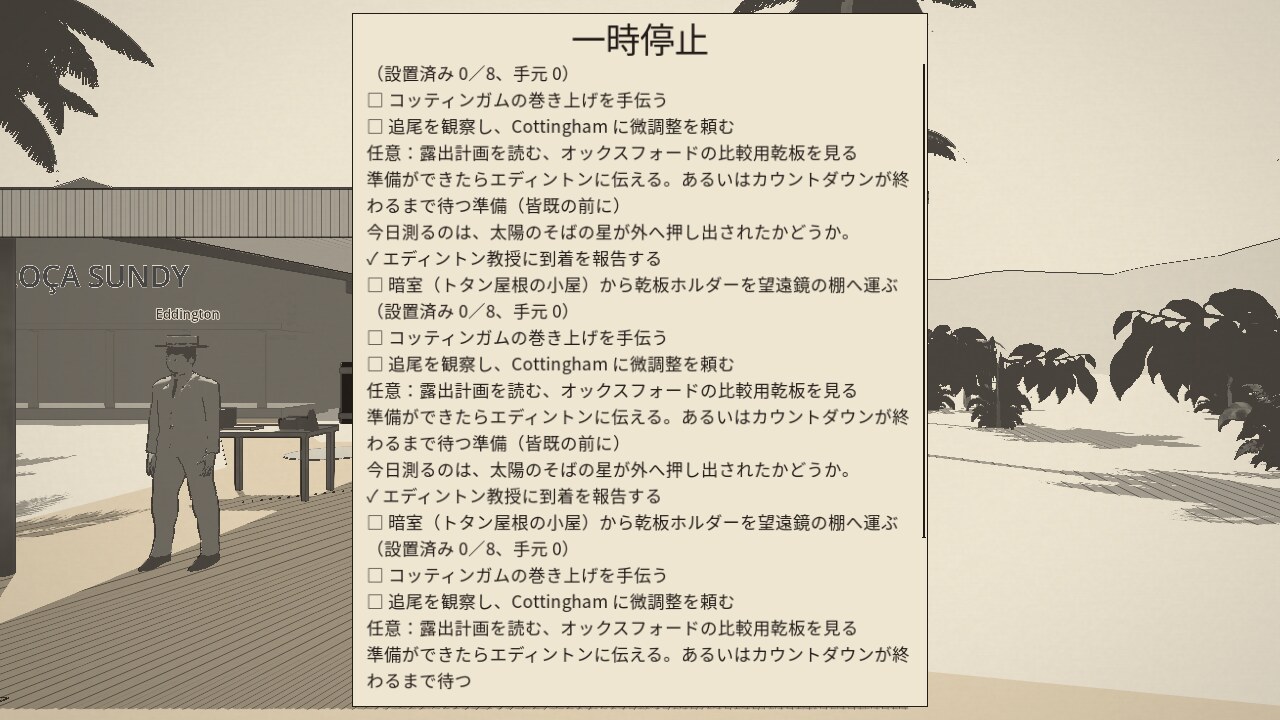 一時停止
（設置済み 0／8、手元 0）
□ コッティンガムの巻き上げを手伝う
□ 追尾を観察し、Cottingham に微調整を頼む
任意：露出計画を読む、オックスフォードの比較用乾板を見る
準備ができたらエディントンに伝える。あるいはカウントダウンが終
わるまで待つ準備（皆既の前に）
今日測るのは、太陽のそばの星が外へ押し出されたかどうか。
✓ エディントン教授に到着を報告する
□ 暗室（トタン屋根の小屋）から乾板ホルダーを望遠鏡の棚へ運ぶ
（設置済み 0／8、手元 0）
□ コッティンガムの巻き上げを手伝う
□ 追尾を観察し、Cottingham に微調整を頼む
任意：露出計画を読む、オックスフォードの比較用乾板を見る
準備ができたらエディントンに伝える。あるいはカウントダウンが終
わるまで待つ準備（皆既の前に）
今日測るのは、太陽のそばの星が外へ押し出されたかどうか。
✓ エディントン教授に到着を報告する
□ 暗室（トタン屋根の小屋）から乾板ホルダーを望遠鏡の棚へ運ぶ
（設置済み 0／8、手元 0）
□ コッティンガムの巻き上げを手伝う
□ 追尾を観察し、Cottingham に微調整を頼む
任意：露出計画を読む、オックスフォードの比較用乾板を見る
準備ができたらエディントンに伝える。あるいはカウントダウンが終
わるまで待つ
OÇA SUNDY
Eddington